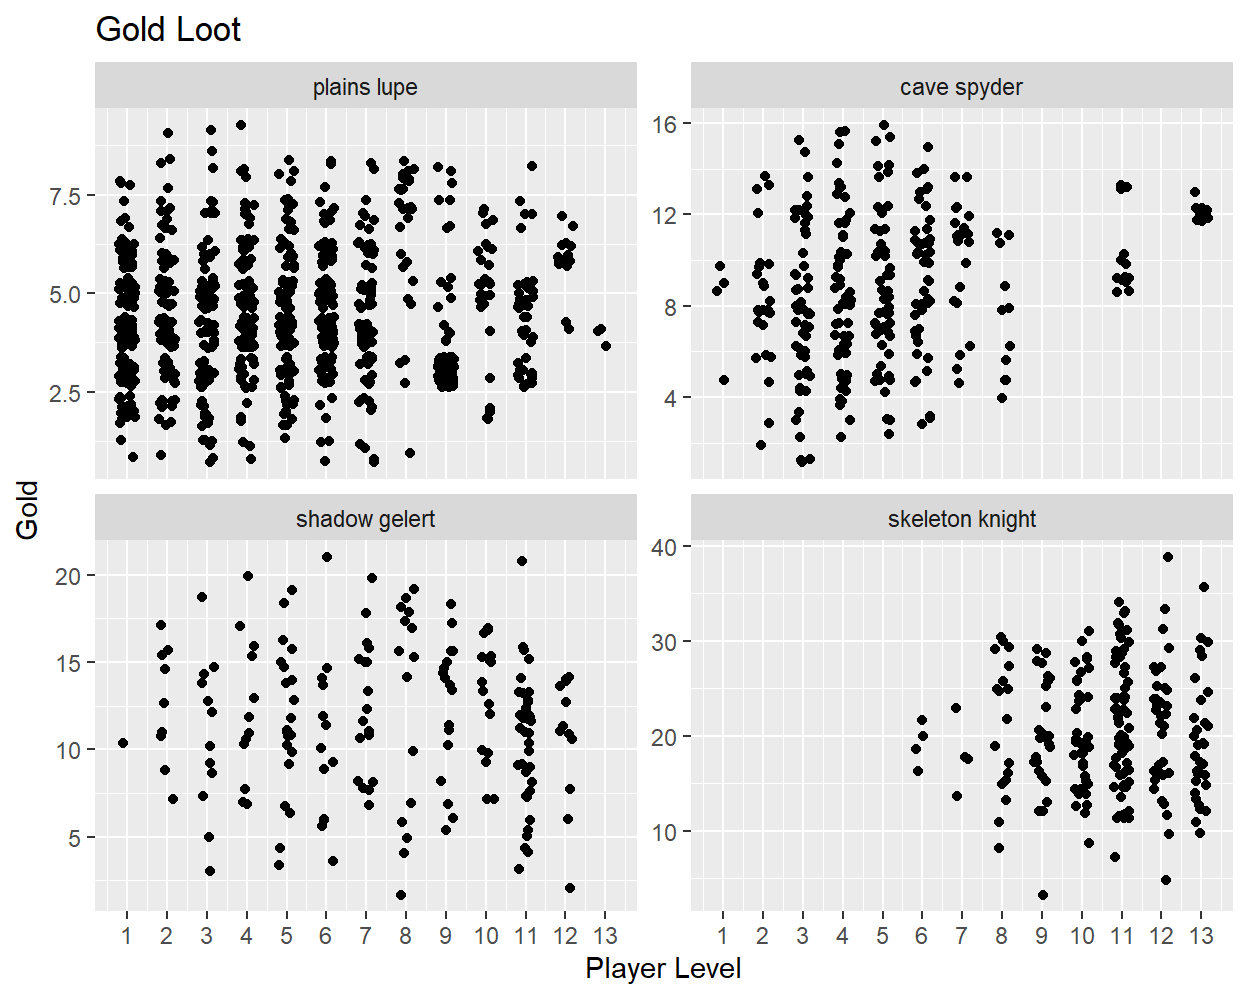 Gold Loot
plains lupe
cave spyder
7.5
5.0
2.5
16
12
8
4
Gold
shadow gelert
skeleton knight
20
15
10
5
40
30
20
10
1 2 3 4 5 6 7 8 9 10 11 12 13
1 2 3 4 5 6 7 8 9 10 11 12 13
Player Level